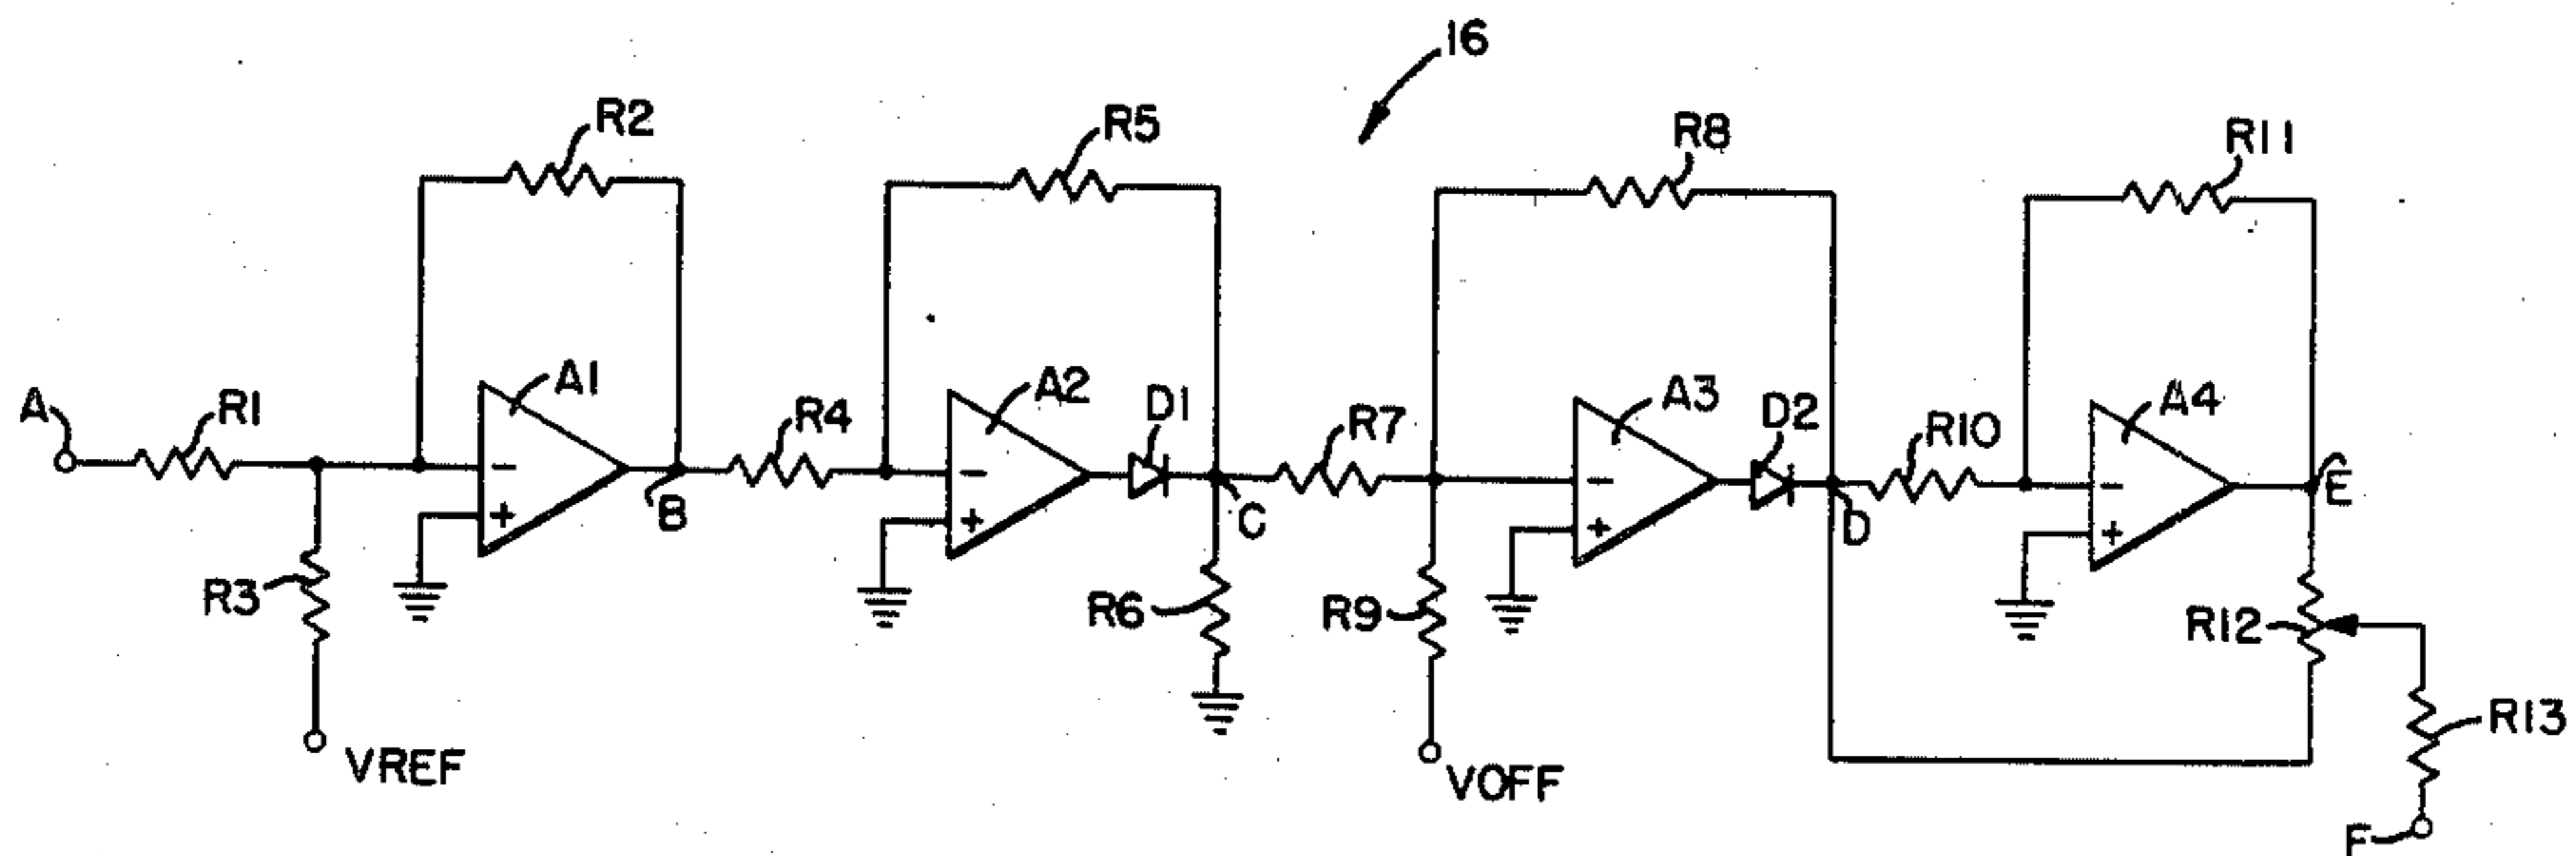 16
R2
R5
R8
R11
A
R1
A1
R4
A2
D1
R7
A3
D2
R10
A4
−
+
−
+
−
+
−
+
B
C
D
E
R3
R6
R9
R12
VREF
VOFF
R13
F